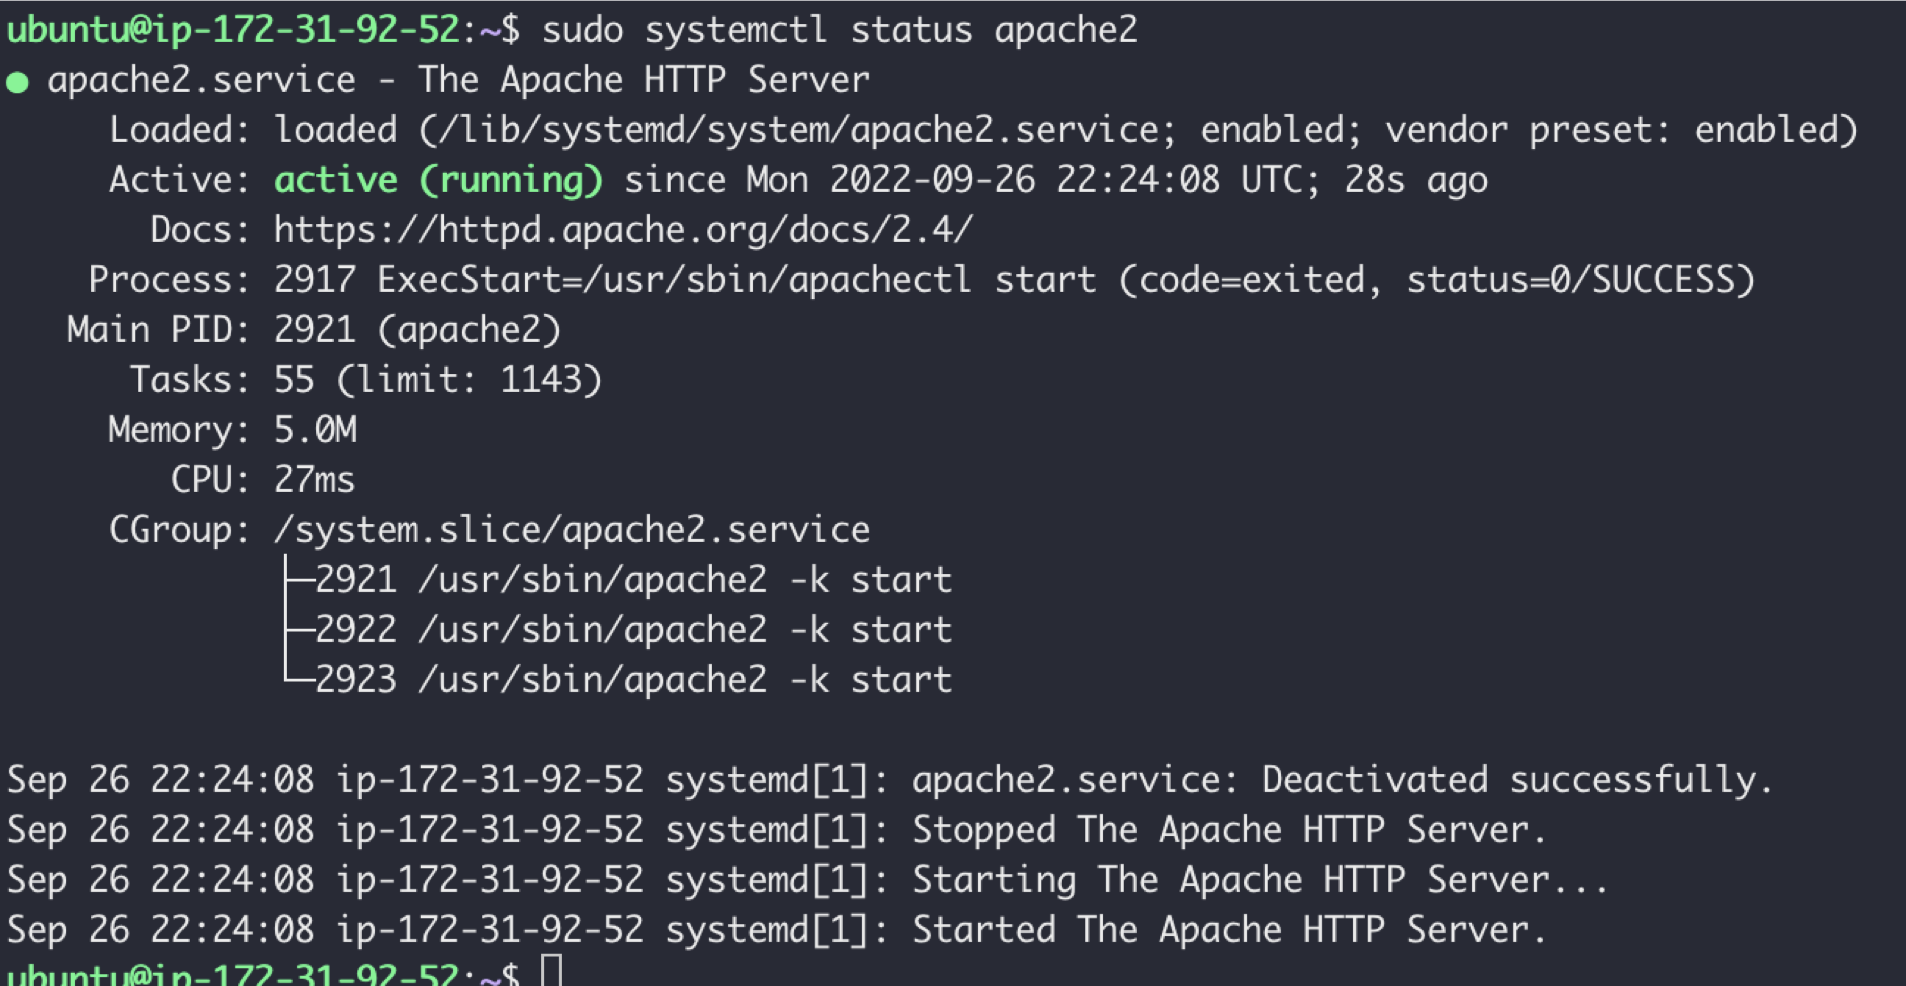 ubuntu@ip-172-31-92-52:~$ sudo systemctl status apache2
● apache2.service - The Apache HTTP Server
     Loaded: loaded (/lib/systemd/system/apache2.service; enabled; vendor preset: enabled)
     Active: active (running) since Mon 2022-09-26 22:24:08 UTC; 28s ago
       Docs: https://httpd.apache.org/docs/2.4/
    Process: 2917 ExecStart=/usr/sbin/apachectl start (code=exited, status=0/SUCCESS)
   Main PID: 2921 (apache2)
      Tasks: 55 (limit: 1143)
     Memory: 5.0M
        CPU: 27ms
     CGroup: /system.slice/apache2.service
             ├─2921 /usr/sbin/apache2 -k start
             ├─2922 /usr/sbin/apache2 -k start
             └─2923 /usr/sbin/apache2 -k start

Sep 26 22:24:08 ip-172-31-92-52 systemd[1]: apache2.service: Deactivated successfully.
Sep 26 22:24:08 ip-172-31-92-52 systemd[1]: Stopped The Apache HTTP Server.
Sep 26 22:24:08 ip-172-31-92-52 systemd[1]: Starting The Apache HTTP Server...
Sep 26 22:24:08 ip-172-31-92-52 systemd[1]: Started The Apache HTTP Server.
ubuntu@ip-172-31-92-52:~$